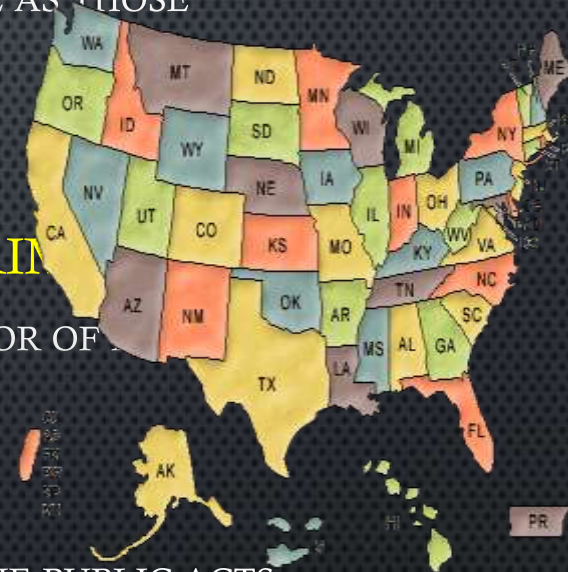 E AS THOSE
WA
MT
ND
MN
ME
OR
ID
WI
NY
SD
WY
MI
IA
PA
NE
NV
OH
IL
IN
UT
CO
WV
VA
CA
KS
MO
KY
RIM
TN
NC
AZ
NM
OK
AR
SC
OR OF
MS
AL
GA
LA
TX
FL
AK
HI
PR
HE PUBLIC ACTS